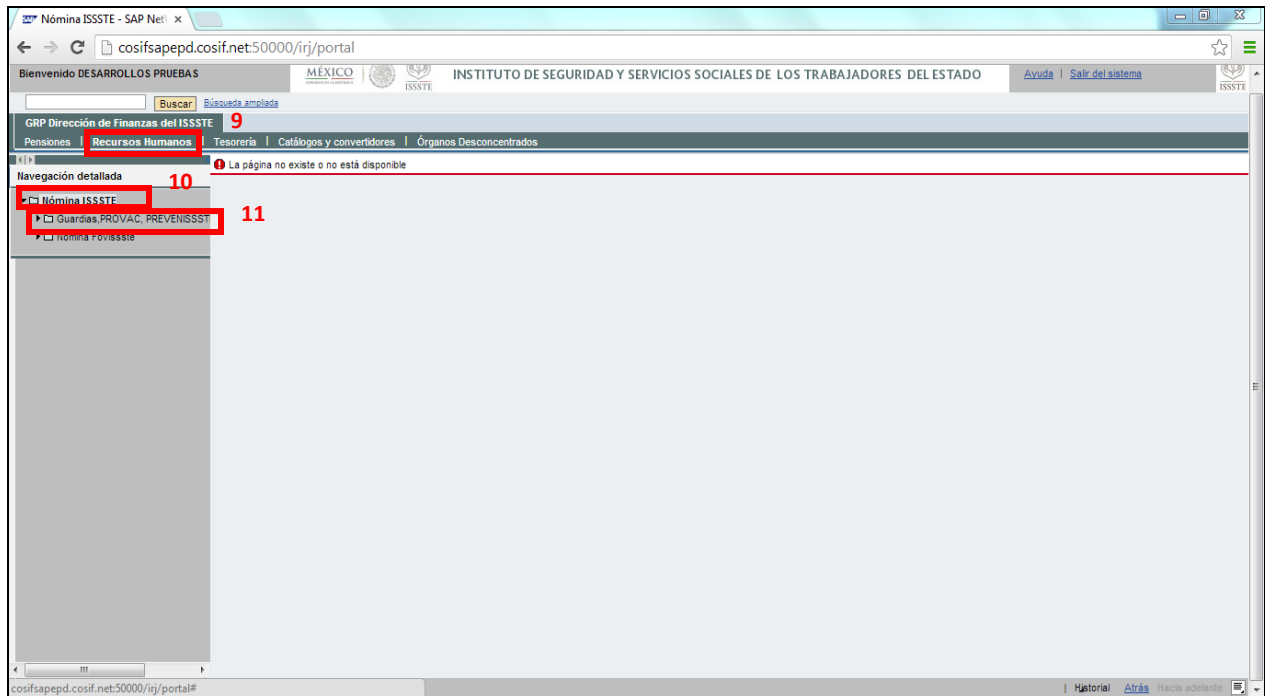 Nómina ISSSTE - SAP Net
cosifsapepd.cosif.net:50000/irj/portal
Bienvenido DESARROLLOS PRUEBAS
MÉXICO
ISSSTE
INSTITUTO DE SEGURIDAD Y SERVICIOS SOCIALES DE LOS TRABAJADORES DEL ESTADO
Ayuda | Salir del sistema
ISSSTE
Buscar Búsqueda ampliada
GRP Dirección de Finanzas del ISSSTE 9
Pensiones | Recursos Humanos | Tesorería | Catálogos y convertidores | Órganos Desconcentrados
La página no existe o no está disponible
Navegación detallada
10
Nómina ISSSTE
Guardias,PROVAC, PREVENISSST 11
Nómina Fovissste
cosifsapepd.cosif.net:50000/irj/portal#
| Historial Atrás Hacia adelante